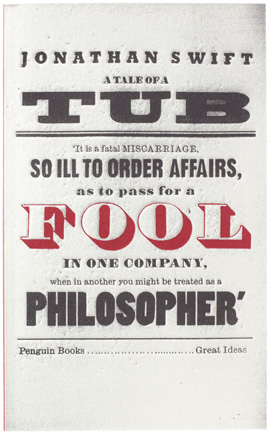 JONATHAN SWIFT
A TALE OF A
TUB
'It is a fatal MISCARRIAGE,
SO ILL TO ORDER AFFAIRS,
as to pass for a
FOOL
IN ONE COMPANY,
when in another you might be treated as a
PHILOSOPHER'
Penguin Books ........................ Great Ideas